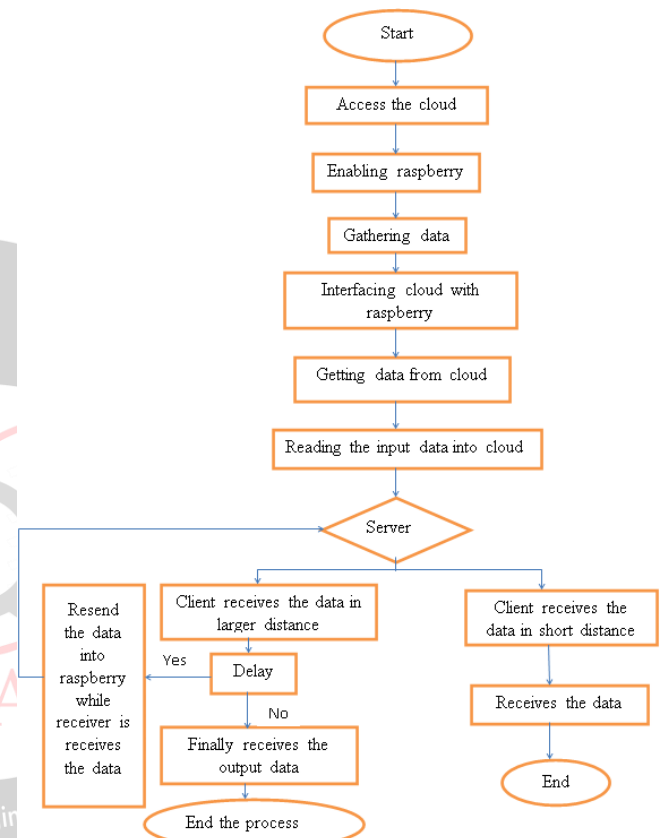 Start
Access the cloud
Enabling raspberry
Gathering data
Interfacing cloud with
raspberry
Getting data from cloud
Reading the input data into cloud
Server
Client receives the data in
larger distance
Client receives the
data in short distance
Resend
the data
into
raspberry
while
receiver is
receives
the data
Yes
Delay
No
Receives the data
Finally receives the
output data
End
End the process